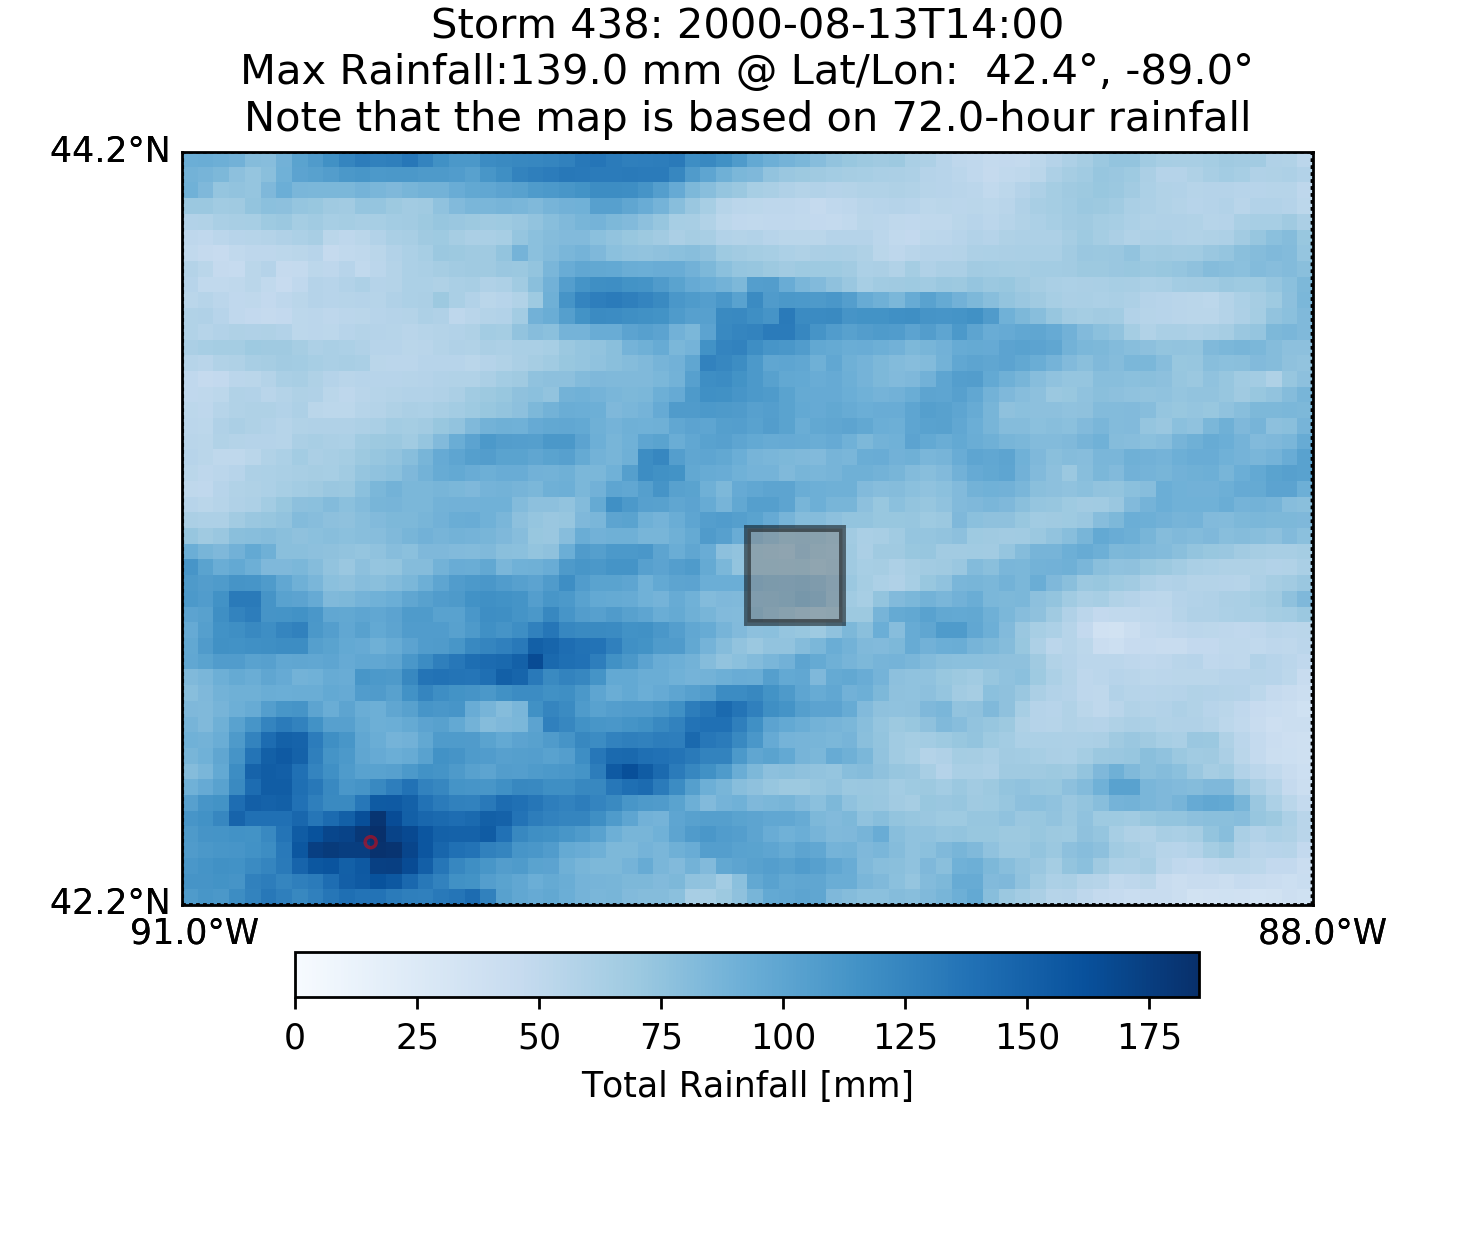 Storm 438: 2000-08-13T14:00
Max Rainfall:139.0 mm @ Lat/Lon:  42.4°, -89.0°
Note that the map is based on 72.0-hour rainfall
44.2°N
42.2°N
91.0°W 88.0°W
0 25 50 75 100 125 150 175
Total Rainfall [mm]